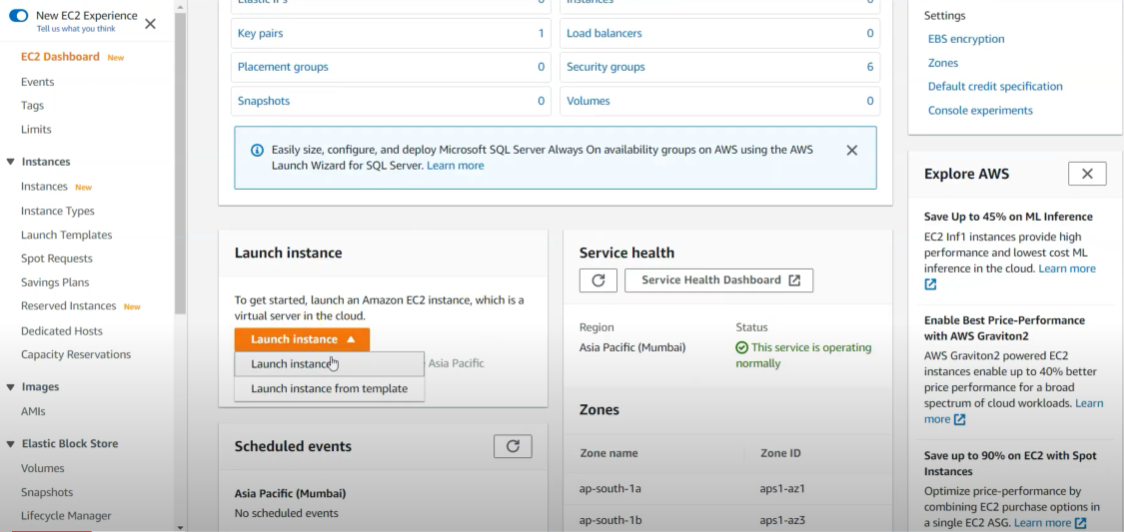 New EC2 Experience
Tell us what you think
EC2 Dashboard New
Events
Tags
Limits
Instances
Instances New
Instance Types
Launch Templates
Spot Requests
Savings Plans
Reserved Instances New
Dedicated Hosts
Capacity Reservations
Images
AMIs
Elastic Block Store
Volumes
Snapshots
Lifecycle Manager
Elastic IPs 0
Instances 0
Key pairs 1
Load balancers 0
Placement groups 0
Security groups 6
Snapshots 0
Volumes 0
Easily size, configure, and deploy Microsoft SQL Server Always On availability groups on AWS using the AWS
Launch Wizard for SQL Server. Learn more
Launch instance
To get started, launch an Amazon EC2 instance, which is a
virtual server in the cloud.
Launch instance
Launch instance
Asia Pacific
Launch instance from template
Scheduled events
Asia Pacific (Mumbai)
No scheduled events
Service health
Service Health Dashboard
Region
Asia Pacific (Mumbai)
Status
This service is operating
normally
Zones
Zone name Zone ID
ap-south-1a aps1-az1
ap-south-1b aps1-az3
Settings
EBS encryption
Zones
Default credit specification
Console experiments
Explore AWS
Save Up to 45% on ML Inference
EC2 Inf1 instances provide high
performance and lowest cost ML
inference in the cloud. Learn more
Enable Best Price-Performance
with AWS Graviton2
AWS Graviton2 powered EC2
instances enable up to 40% better
price performance for a broad
spectrum of cloud workloads. Learn
more
Save up to 90% on EC2 with Spot
Instances
Optimize price-performance by
combining EC2 purchase options in
a single EC2 ASG. Learn more